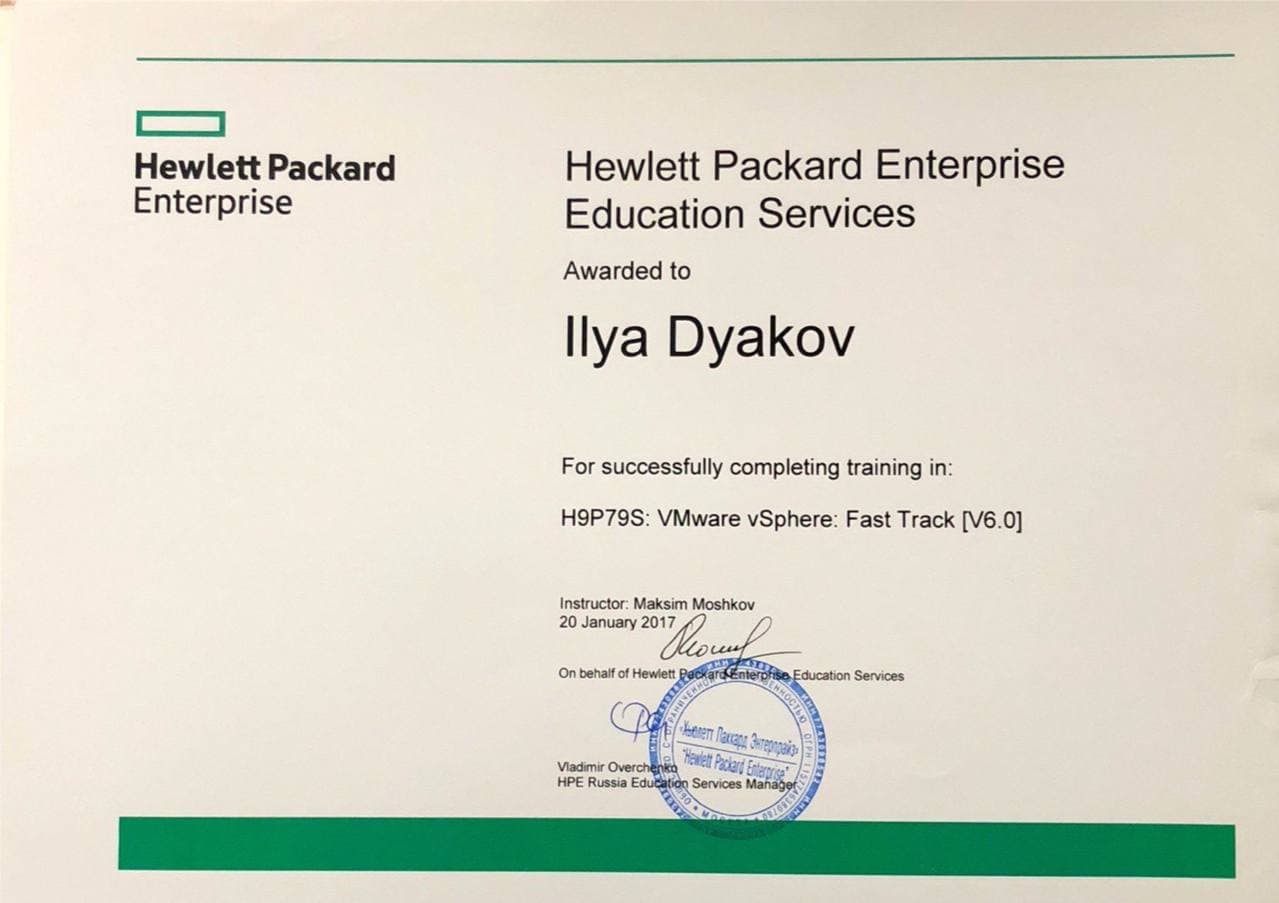 Hewlett Packard
Enterprise
Hewlett Packard Enterprise
Education Services
Awarded to
Ilya Dyakov
For successfully completing training in:
H9P79S: VMware vSphere: Fast Track [V6.0]
Instructor: Maksim Moshkov
20 January 2017
On behalf of Hewlett Packard Enterprise Education Services
«Хьюлетт Паккард Энтерпрайз»
"Hewlett Packard Enterprise"
Vladimir Overchenko
HPE Russia Education Services Manager
МОСКВА